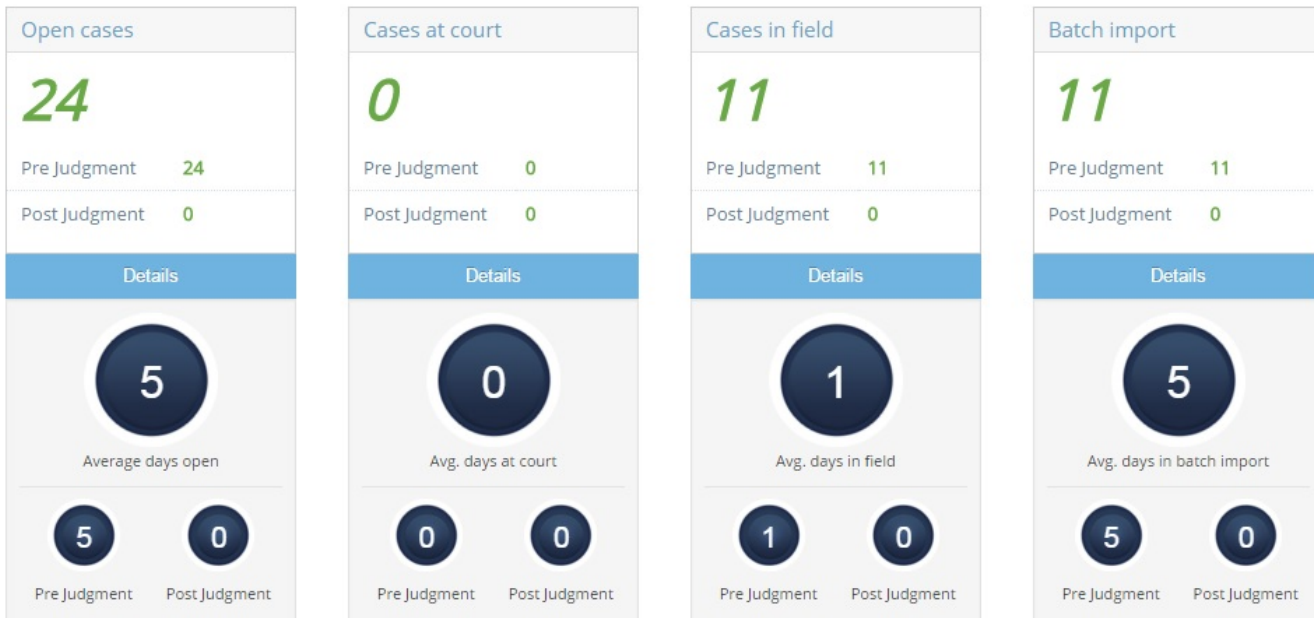 Open cases
24
Pre Judgment 24
Post Judgment 0
Details
5
Average days open
5 0
Pre Judgment Post Judgment
Cases at court
0
Pre Judgment 0
Post Judgment 0
Details
0
Avg. days at court
0 0
Pre Judgment Post Judgment
Cases in field
11
Pre Judgment 11
Post Judgment 0
Details
1
Avg. days in field
1 0
Pre Judgment Post Judgment
Batch import
11
Pre Judgment 11
Post Judgment 0
Details
5
Avg. days in batch import
5 0
Pre Judgment Post Judgment